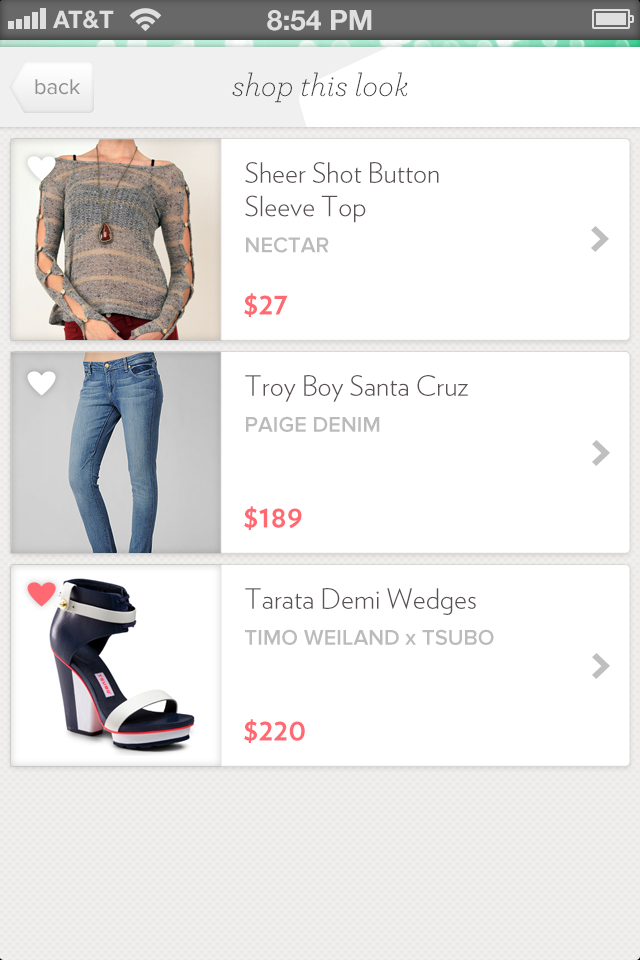 AT&T 8:54 PM
back shop this look
Sheer Shot Button
Sleeve Top
NECTAR
$27
Troy Boy Santa Cruz
PAIGE DENIM
$189
Tarata Demi Wedges
TIMO WEILAND x TSUBO
$220
TSUBO